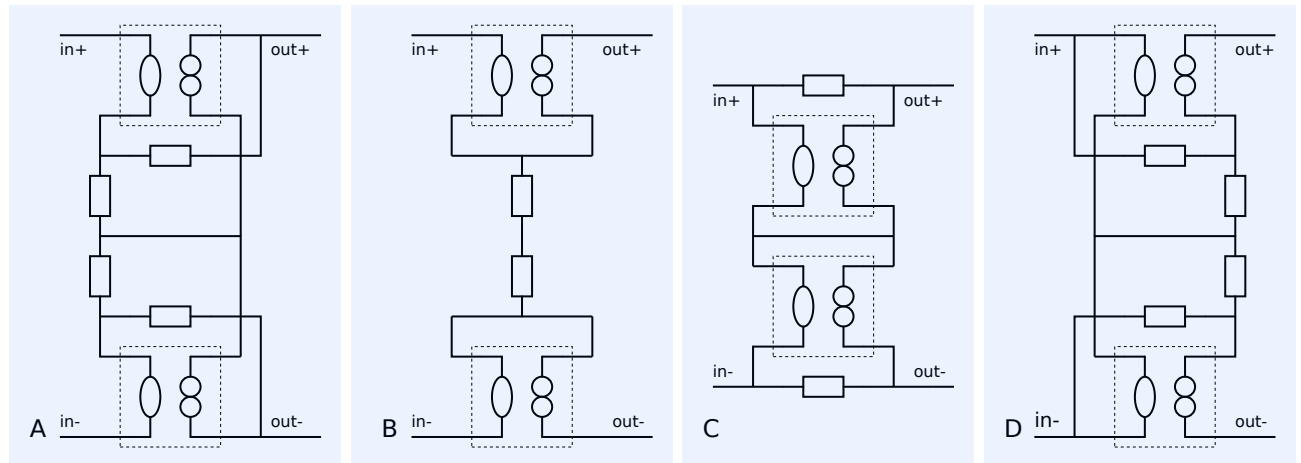 in+ out+
A in- out-
in+ out+
B in- out-
in+ out+
in- out-
C
in+ out+
D in- out-